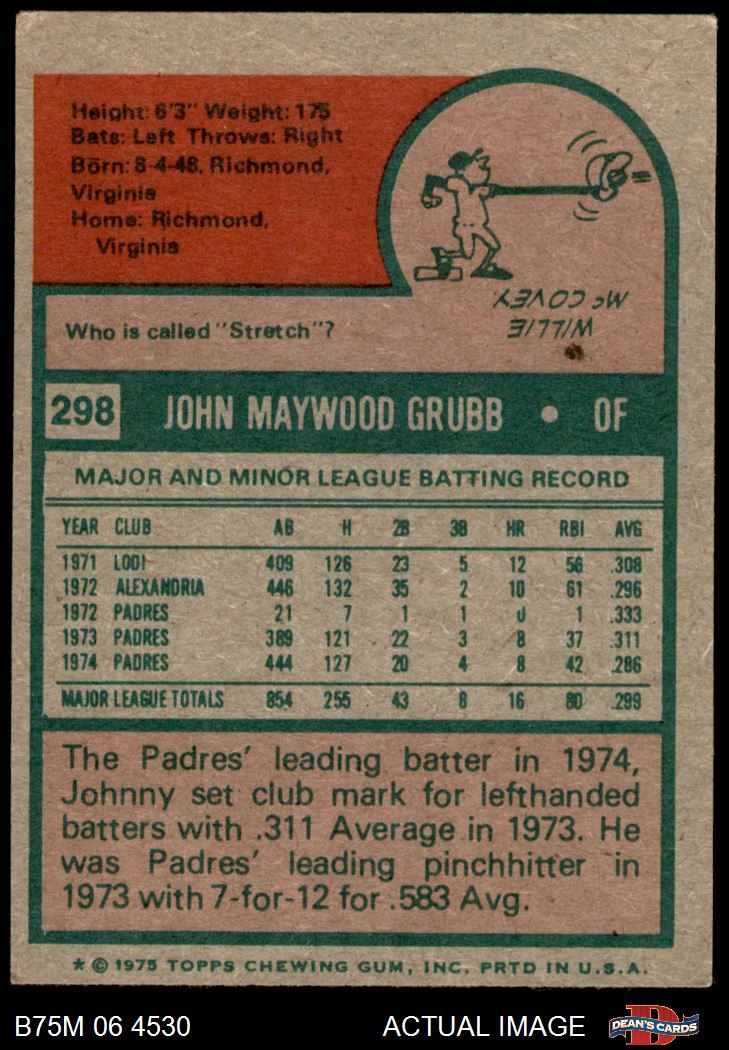 Height: 6'3" Weight: 175
Bats: Left Throws: Right
Born: 8-4-48, Richmond,
Virginia
Home: Richmond,
Virginia
Who is called "Stretch"?
WILLIE
McCOVEY
298 JOHN MAYWOOD GRUBB • OF
MAJOR AND MINOR LEAGUE BATTING RECORD
YEAR CLUB AB H 2B 3B HR RBI AVG
1971 LODI 409 126 23 5 12 56 .308
1972 ALEXANDRIA 446 132 35 2 10 61 .296
1972 PADRES 21 7 1 1 0 1 .333
1973 PADRES 389 121 22 3 8 37 .311
1974 PADRES 444 127 20 4 8 42 .286
MAJOR LEAGUE TOTALS 854 255 43 8 16 80 .299
The Padres' leading batter in 1974,
Johnny set club mark for lefthanded
batters with .311 Average in 1973. He
was Padres' leading pinchhitter in
1973 with 7-for-12 for .583 Avg.
* © 1975 TOPPS CHEWING GUM, INC. PRTD IN U.S.A.
B75M 06 4530 ACTUAL IMAGE DEAN'S CARDS